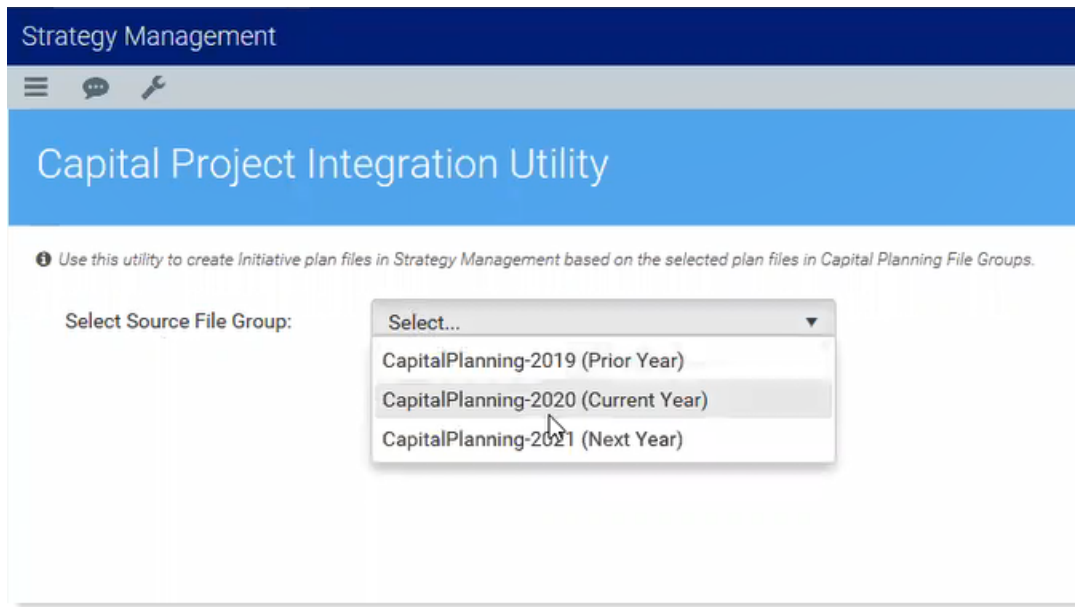 Strategy Management
Capital Project Integration Utility
Use this utility to create Initiative plan files in Strategy Management based on the selected plan files in Capital Planning File Groups.
Select Source File Group:
Select...
CapitalPlanning-2019 (Prior Year)
CapitalPlanning-2020 (Current Year)
CapitalPlanning-2021 (Next Year)